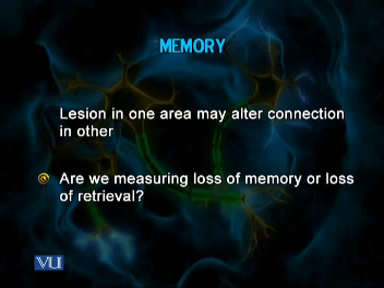 MEMORY
Lesion in one area may alter connection
in other
Are we measuring loss of memory or loss
of retrieval?
VU